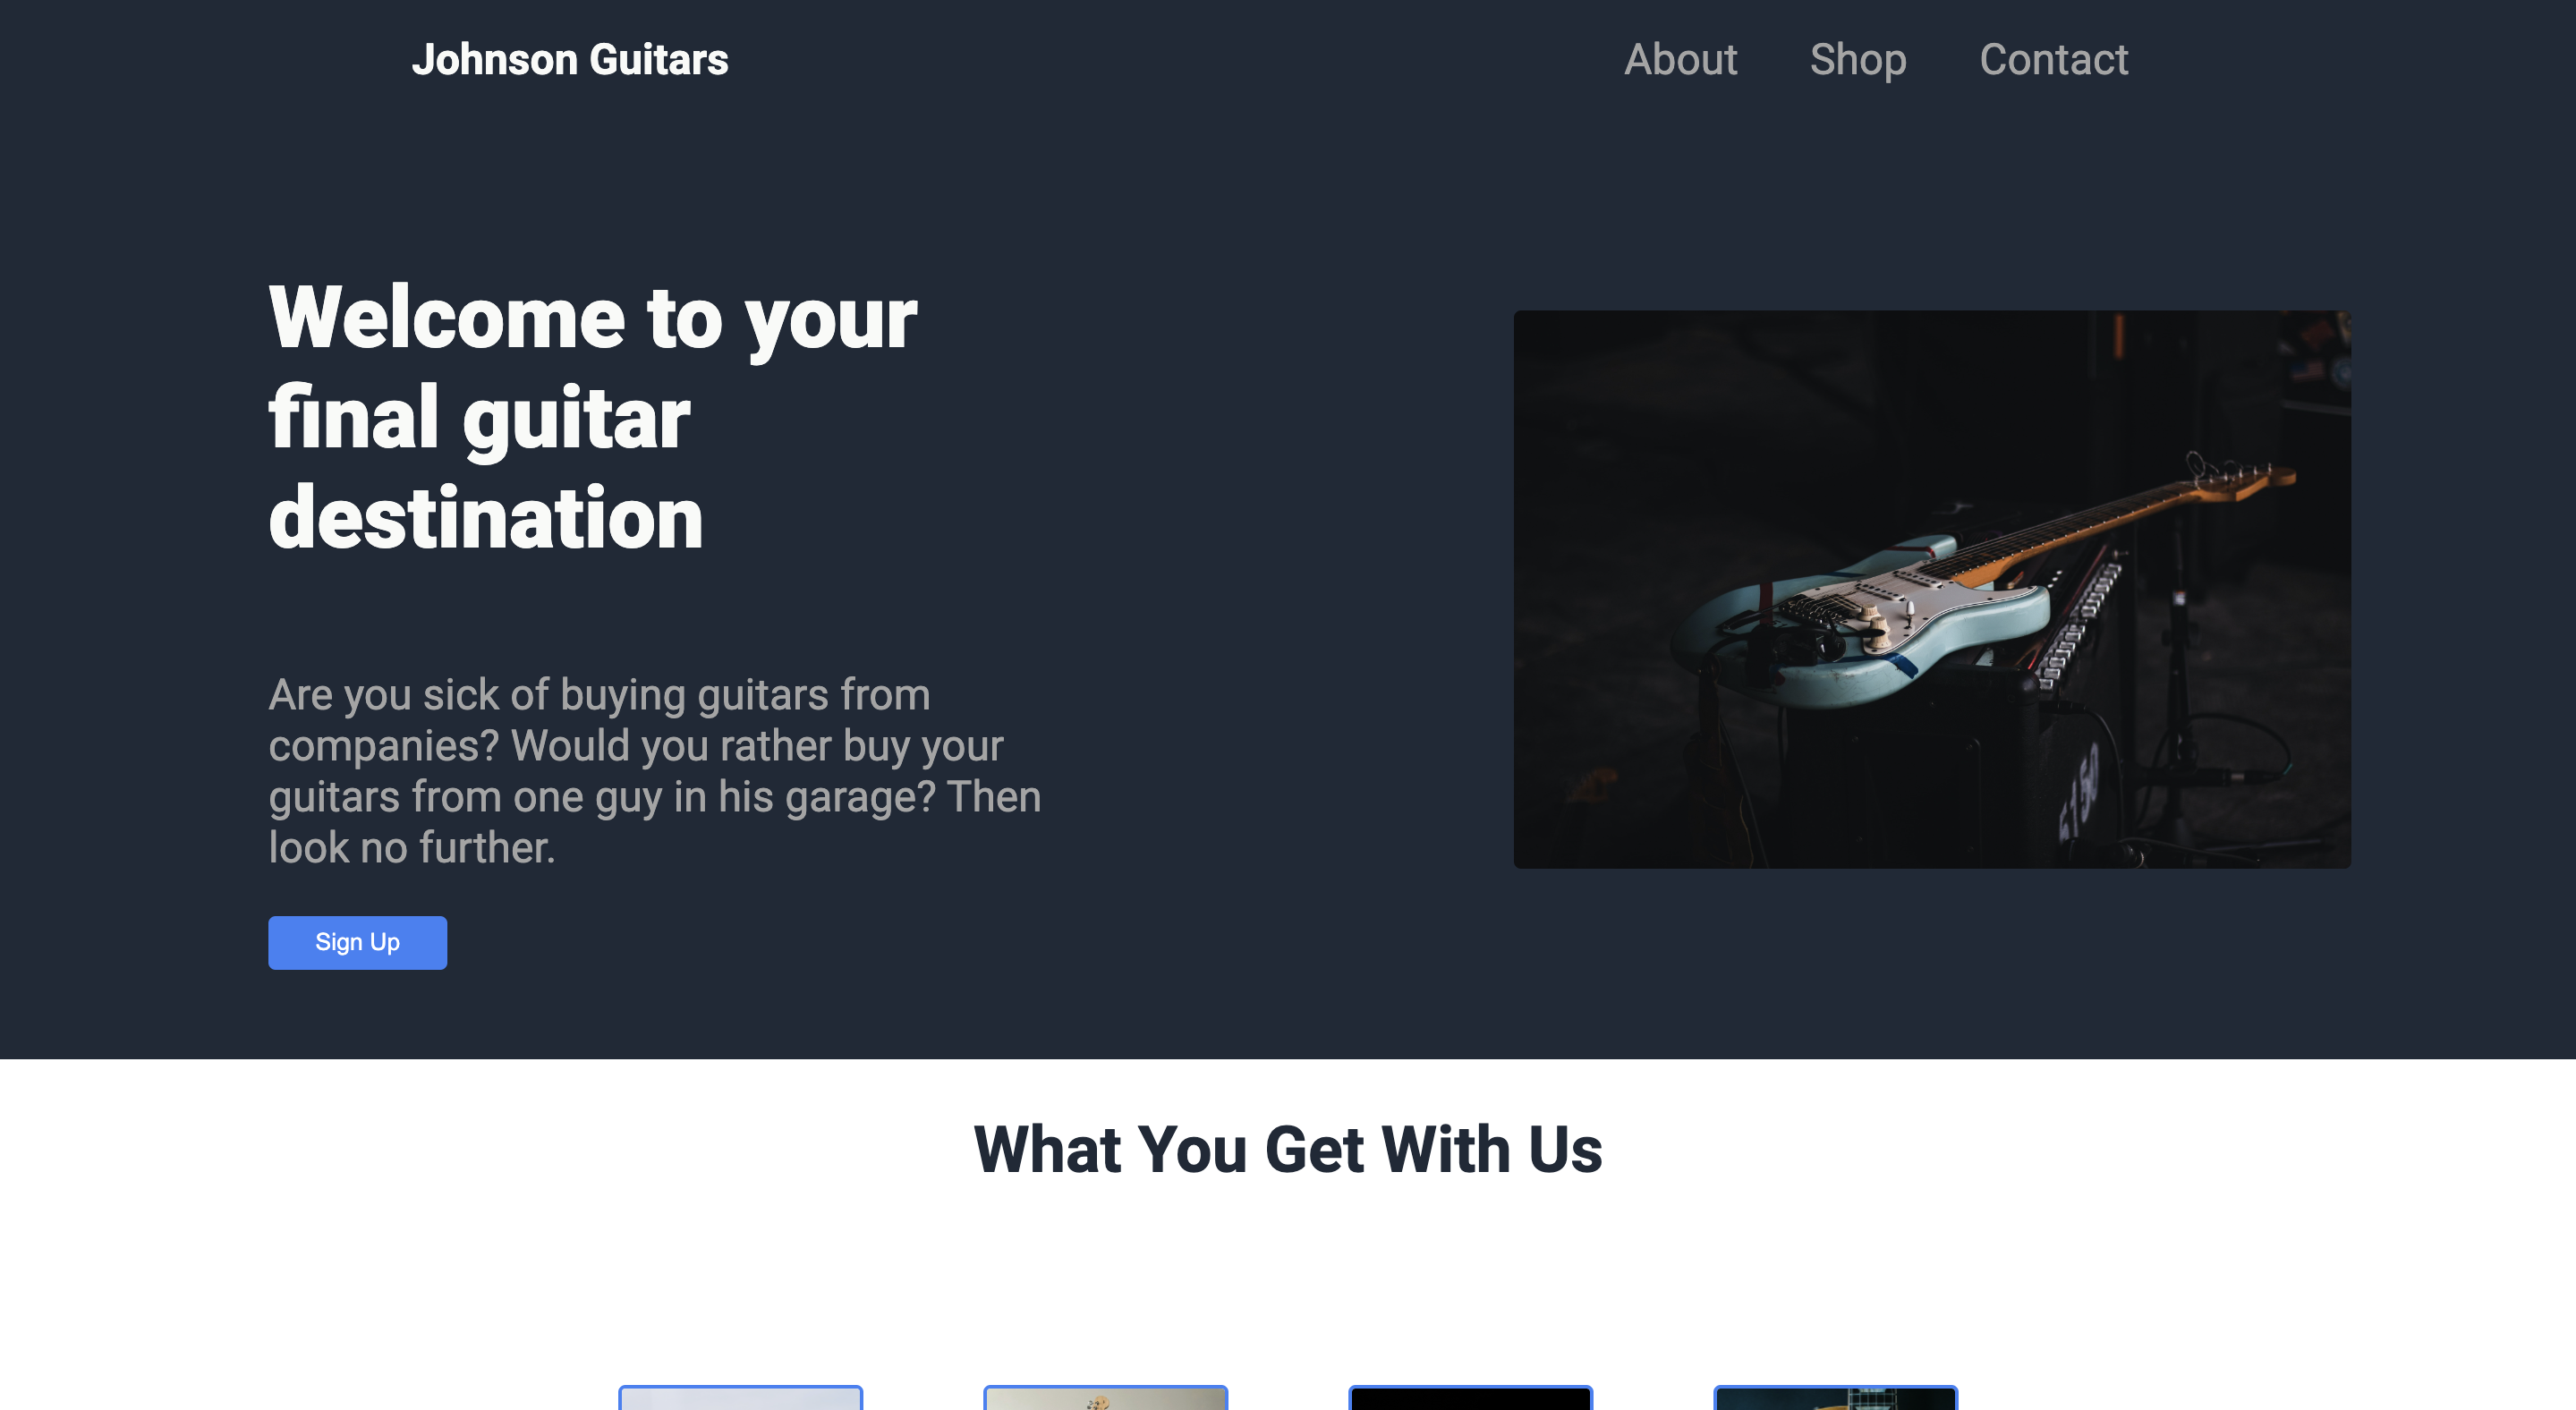 Johnson Guitars
About Shop Contact
Welcome to your
final guitar
destination
Are you sick of buying guitars from
companies? Would you rather buy your
guitars from one guy in his garage? Then
look no further.
Sign Up
What You Get With Us